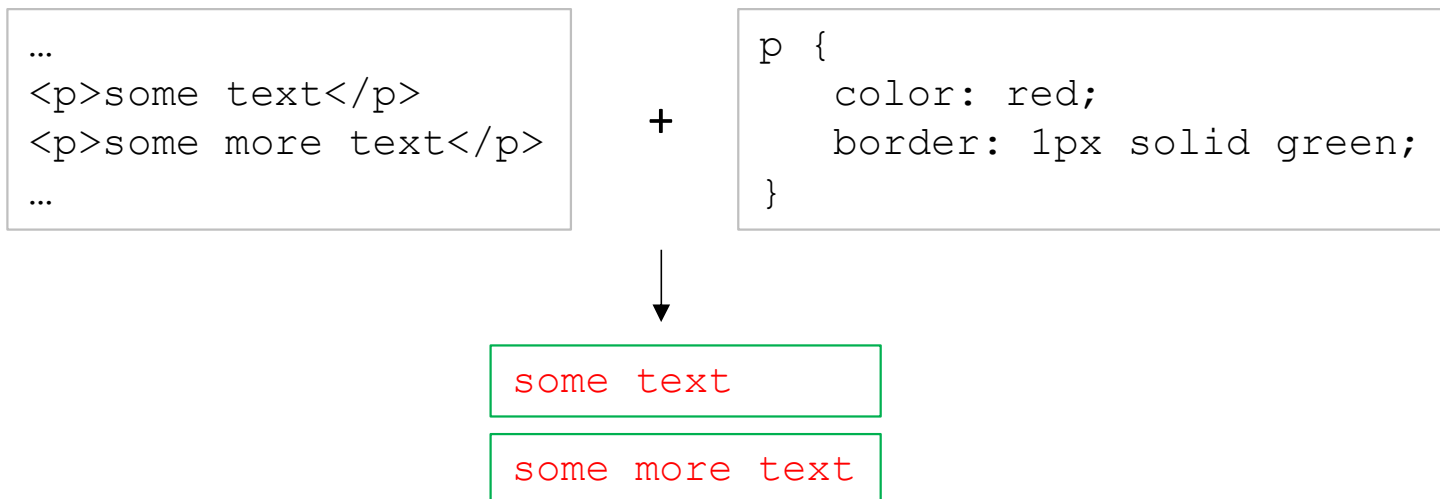 …
<p>some text</p>
<p>some more text</p>
…
+
p {
color: red;
border: 1px solid green;
}
some text
some more text